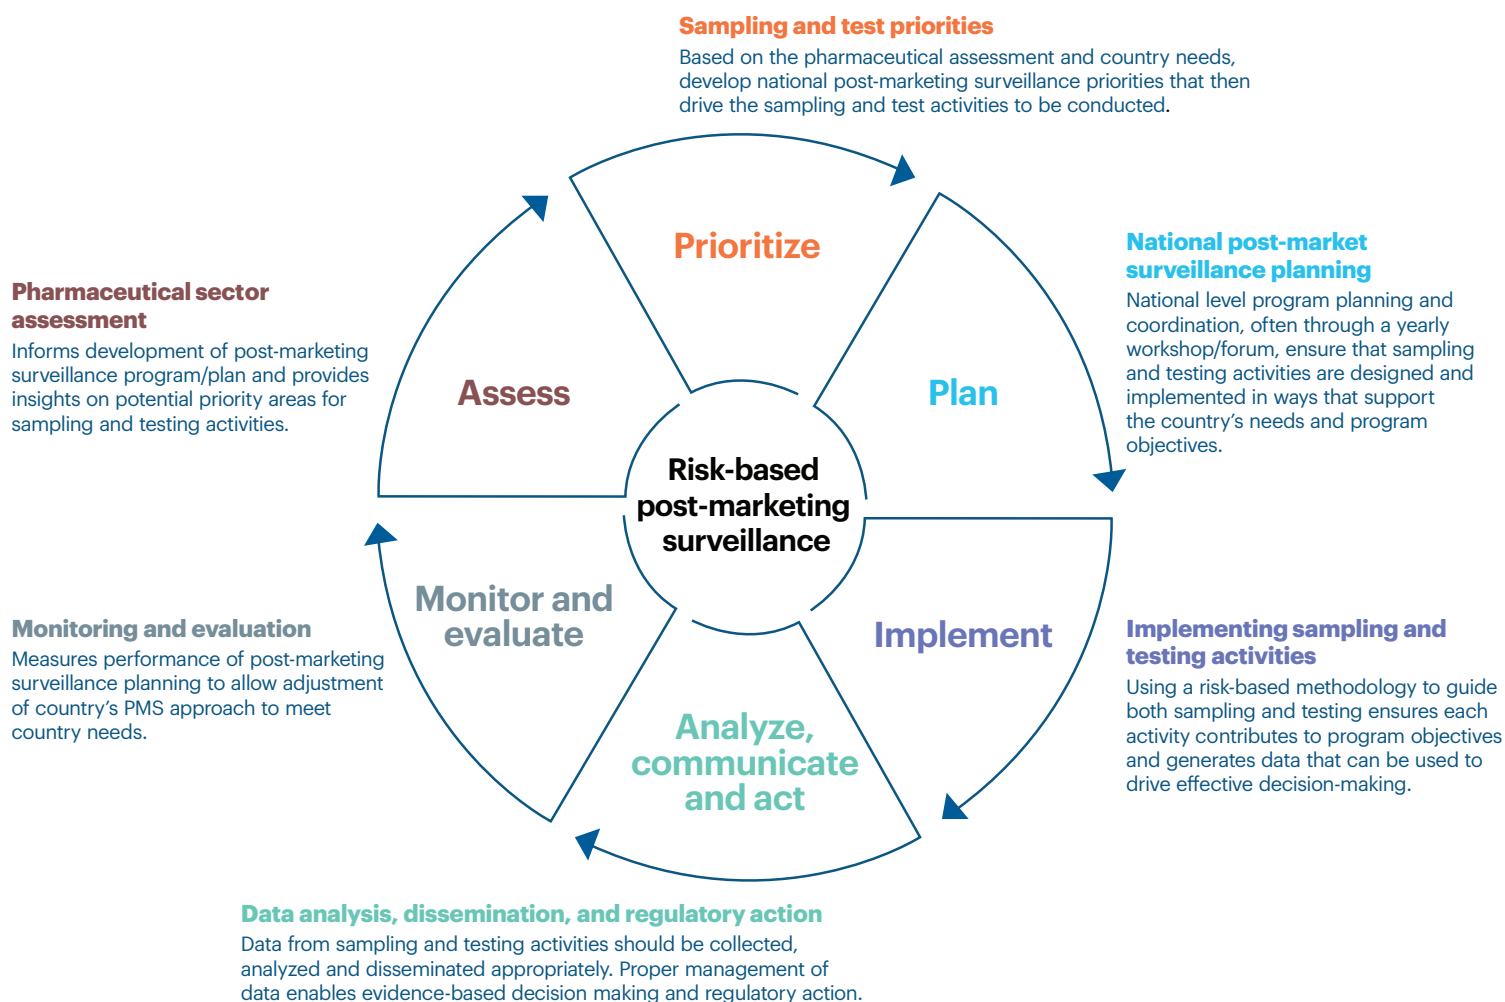 Sampling and test priorities
Based on the pharmaceutical assessment and country needs,
develop national post-marketing surveillance priorities that then
drive the sampling and test activities to be conducted.
Prioritize
National post-market
surveillance planning
National level program planning and
coordination, often through a yearly
workshop/forum, ensure that sampling
and testing activities are designed and
implemented in ways that support
the country’s needs and program
objectives.
Plan
Pharmaceutical sector
assessment
Informs development of post-marketing
surveillance program/plan and provides
insights on potential priority areas for
sampling and testing activities.
Assess
Risk-based
post-marketing
surveillance
Monitor and
evaluate
Monitoring and evaluation
Measures performance of post-marketing
surveillance planning to allow adjustment
of country’s PMS approach to meet
country needs.
Implement
Implementing sampling and
testing activities
Using a risk-based methodology to guide
both sampling and testing ensures each
activity contributes to program objectives
and generates data that can be used to
drive effective decision-making.
Analyze,
communicate
and act
Data analysis, dissemination, and regulatory action
Data from sampling and testing activities should be collected,
analyzed and disseminated appropriately. Proper management of
data enables evidence-based decision making and regulatory action.